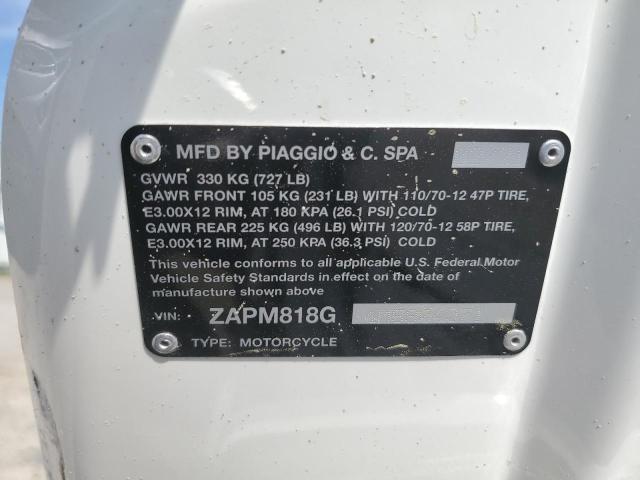 MFD BY PIAGGIO & C. SPA
GVWR 330 KG (727 LB)
GAWR FRONT 105 KG (231 LB) WITH 110/70-12 47P TIRE,
E3.00X12 RIM, AT 180 KPA (26.1 PSI) COLD
GAWR REAR 225 KG (496 LB) WITH 120/70-12 58P TIRE,
E3.00X12 RIM, AT 250 KPA (36.3 PSI) COLD
This vehicle conforms to all applicable U.S. Federal Motor
Vehicle Safety Standards in effect on the date of
manufacture shown above
VIN: ZAPM818G
TYPE: MOTORCYCLE